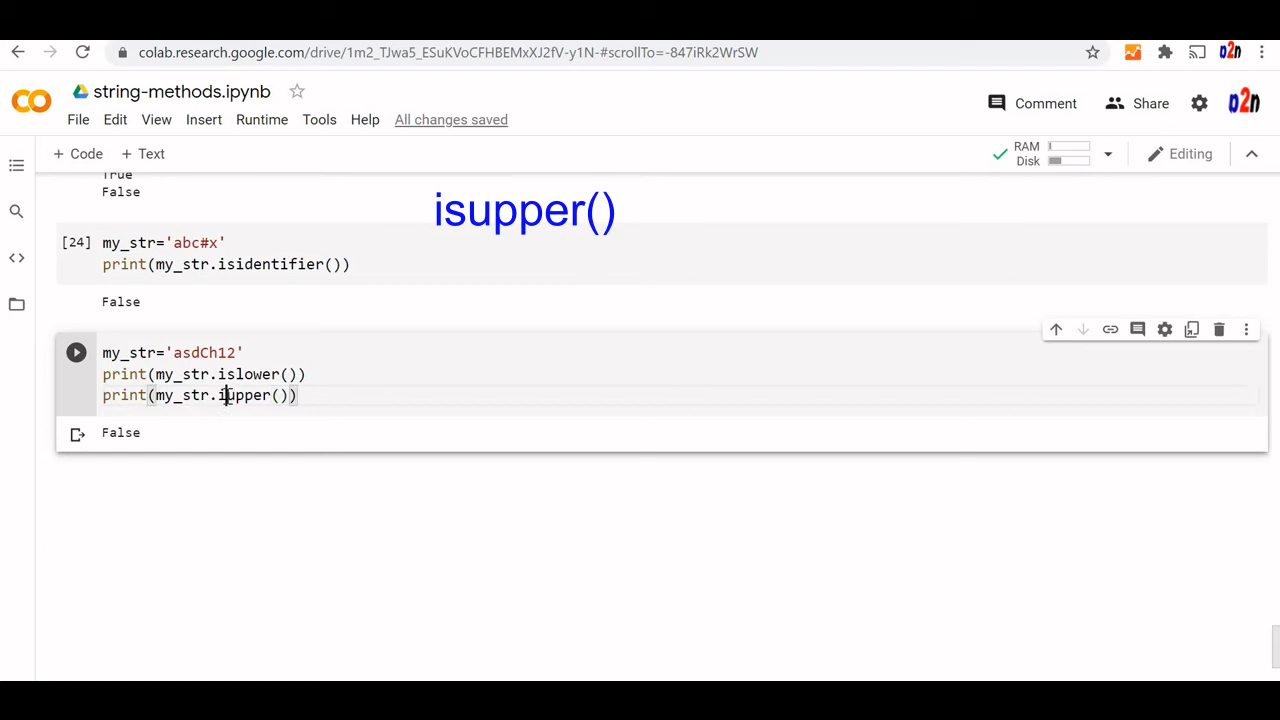 colab.research.google.com/drive/1m2_TJwa5_ESuKVoCFHBEMxXJ2fV-y1N-#scrollTo=-847iRk2WrSW
string-methods.ipynb
File Edit View Insert Runtime Tools Help All changes saved
Comment Share
+ Code + Text
RAM
Disk
Editing
True
False
isupper()
[24] my_str='abc#x'
print(my_str.isidentifier())
False
my_str='asdCh12'
print(my_str.islower())
print(my_str.iupper())
False